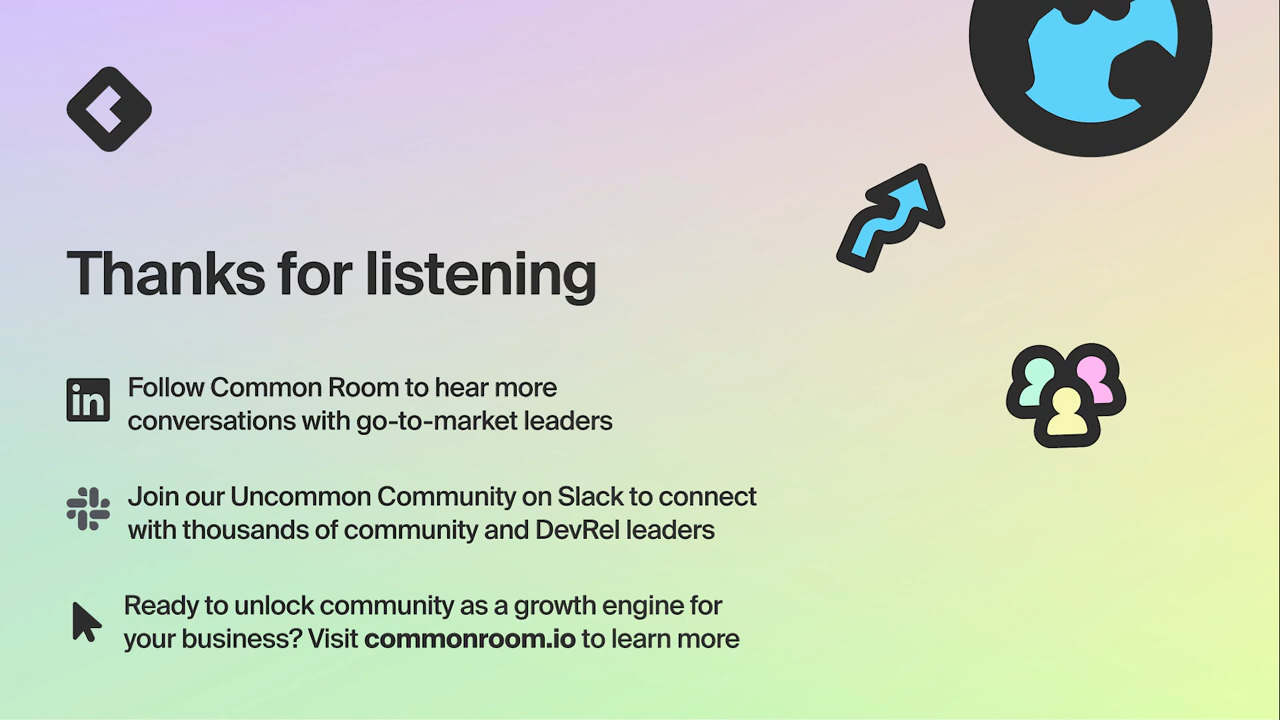 Thanks for listening
in
Follow Common Room to hear more
conversations with go-to-market leaders
Join our Uncommon Community on Slack to connect
with thousands of community and DevRel leaders
Ready to unlock community as a growth engine for
your business? Visit commonroom.io to learn more